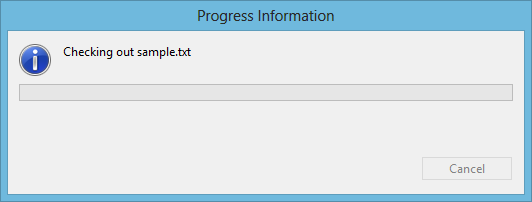 Progress Information
Checking out sample.txt
Cancel